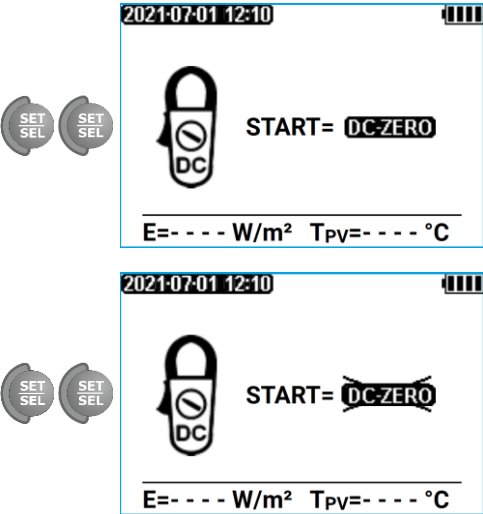 2021·07·01 12:10
SET
SEL
SET
SEL
START= DC-ZERO
DC
E=- - - - W/m² TPV=- - - - °C
2021·07·01 12:10
SET
SEL
SET
SEL
START= DC-ZERO
DC
E=- - - - W/m² TPV=- - - - °C